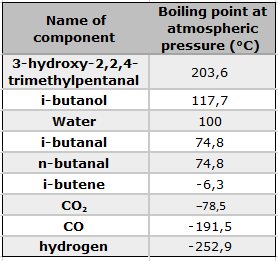 Name of component Boiling point at atmospheric pressure (°C)
3-hydroxy-2,2,4-trimethylpentanal 203,6
i-butanol 117,7
Water 100
i-butanal 74,8
n-butanal 74,8
i-butene -6,3
CO₂ –78,5
CO -191,5
hydrogen -252,9